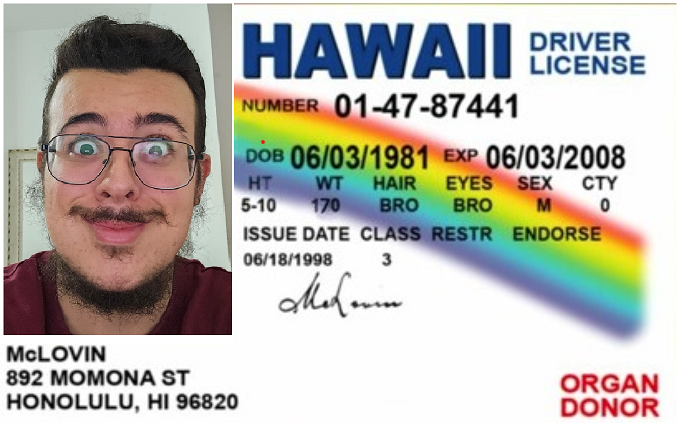 HAWAII DRIVER LICENSE
NUMBER 01-47-87441
DOB 06/03/1981 EXP 06/03/2008
HT WT HAIR EYES SEX CTY
5-10 170 BRO BRO M 0
ISSUE DATE CLASS RESTR ENDORSE
06/18/1998 3
McLovin
McLOVIN
892 MOMONA ST
HONOLULU, HI 96820
ORGAN
DONOR